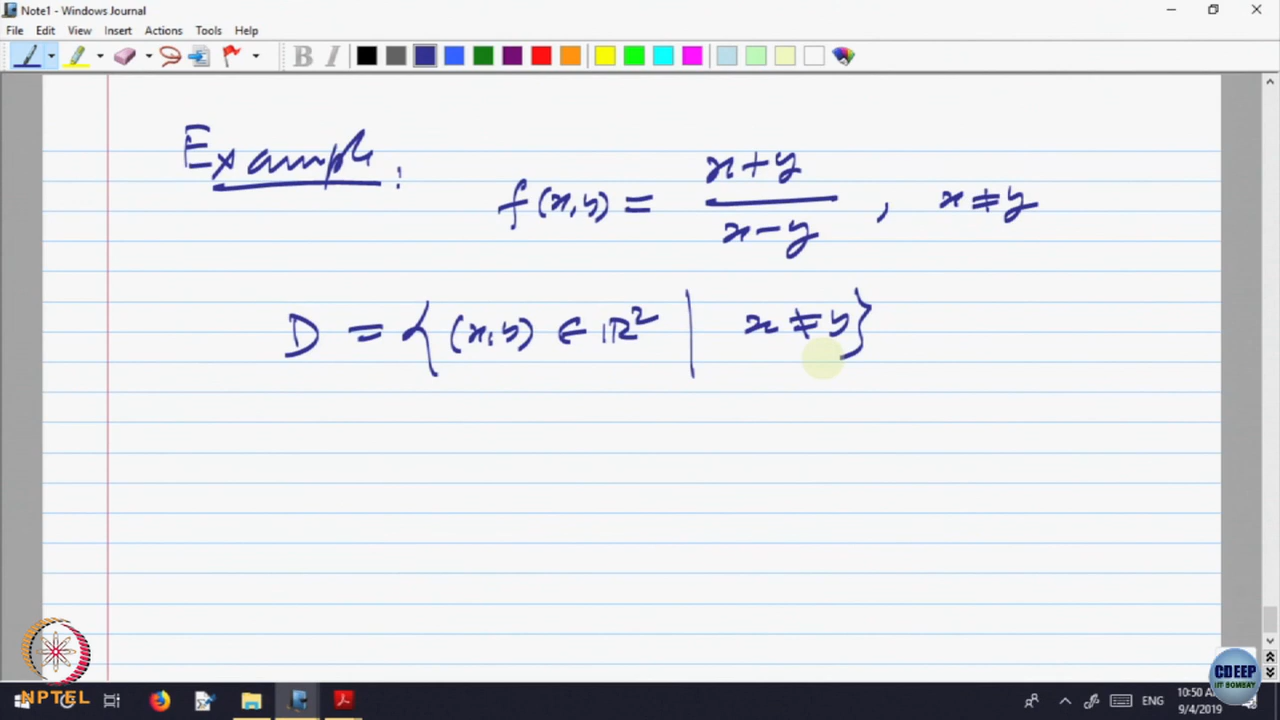 Note1 - Windows Journal
File Edit View Insert Actions Tools Help
B I
Example:
f(x,y) = \frac{x+y}{x-y} , x≠y
D = {(x,y) ∈ ℝ² | x≠y}
NPTEL
CDEEP
IIT BOMBAY
ENG
10:50 A
9/4/2019